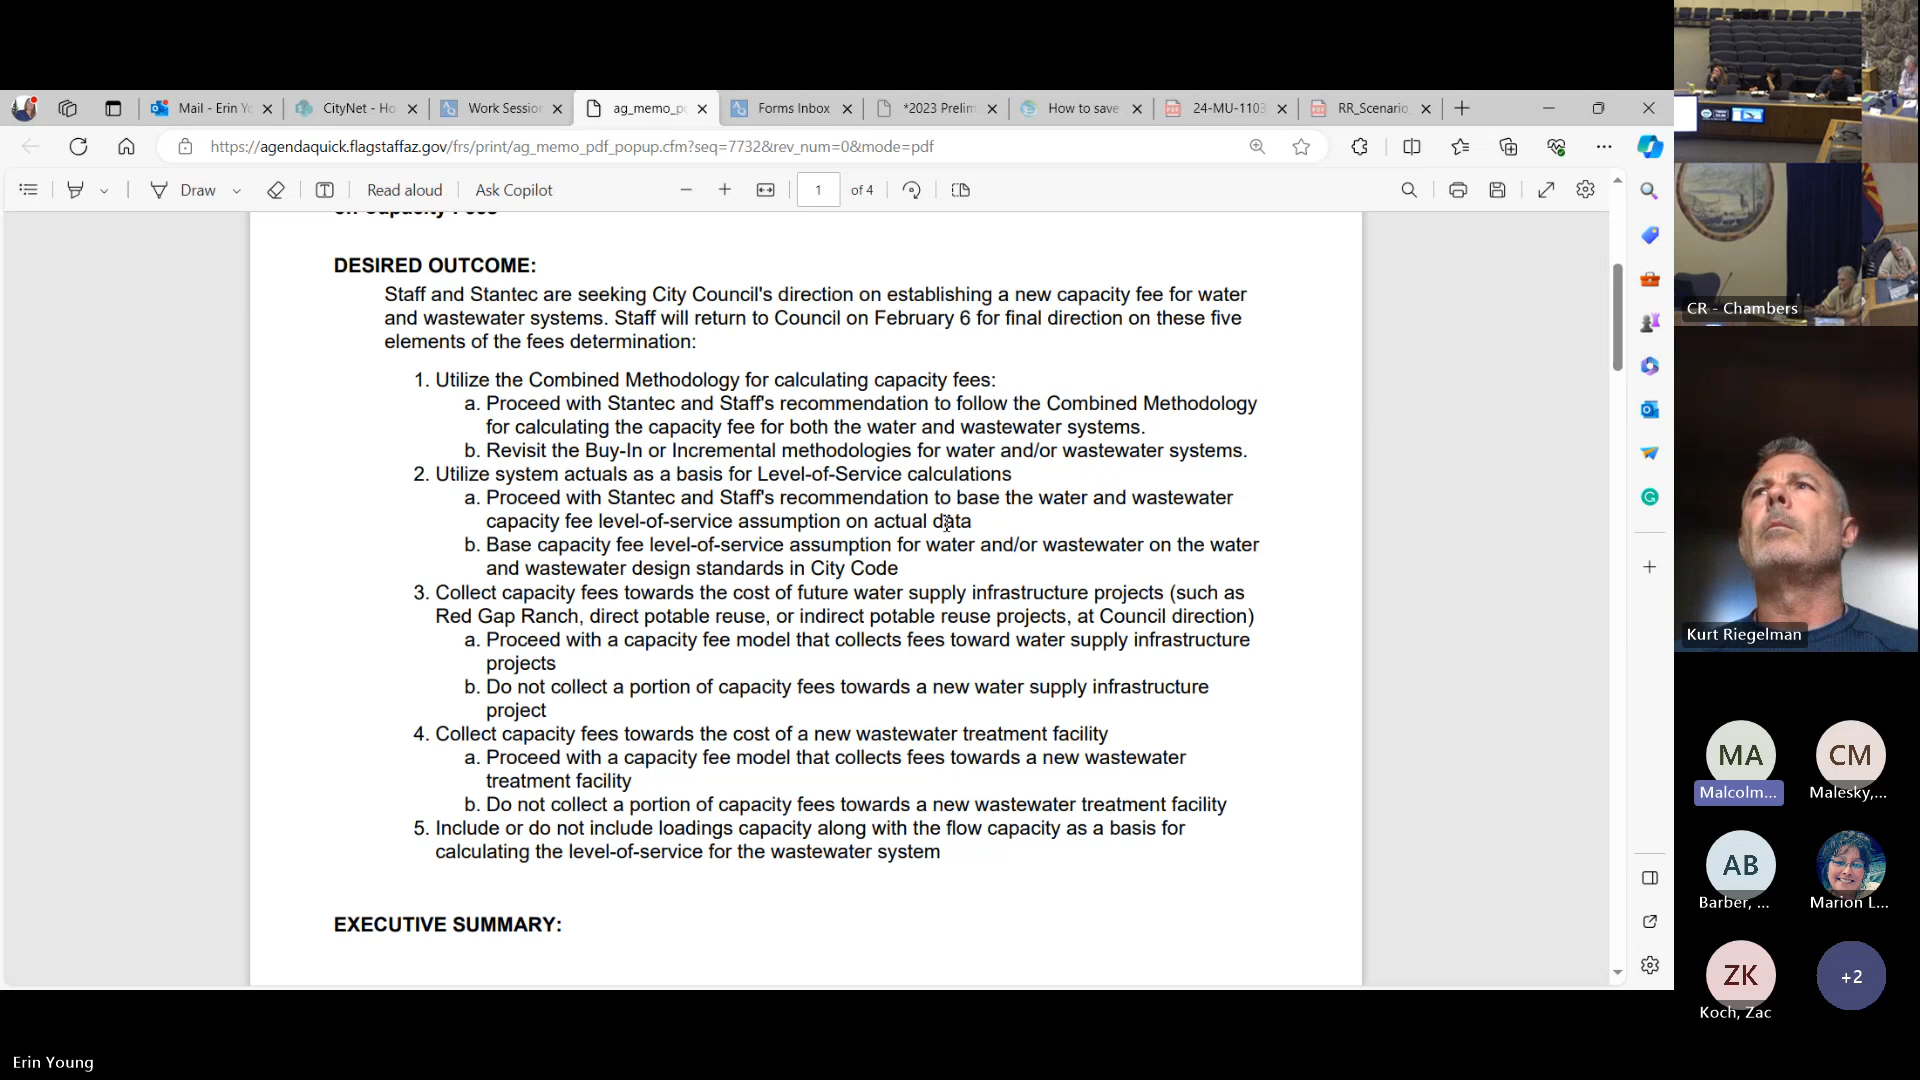 Mail - Erin Yo
CityNet - Ho
Work Session
ag_memo_po
Forms Inbox
*2023 Prelim
How to save
24-MU-1103
RR_Scenario
https://agendaquick.flagstaffaz.gov/frs/print/ag_memo_pdf_popup.cfm?seq=7732&rev_num=0&mode=pdf
Draw
Read aloud
Ask Copilot
1
of 4
DESIRED OUTCOME:
Staff and Stantec are seeking City Council's direction on establishing a new capacity fee for water
and wastewater systems. Staff will return to Council on February 6 for final direction on these five
elements of the fees determination:
1. Utilize the Combined Methodology for calculating capacity fees:
a. Proceed with Stantec and Staff's recommendation to follow the Combined Methodology
for calculating the capacity fee for both the water and wastewater systems.
b. Revisit the Buy-In or Incremental methodologies for water and/or wastewater systems.
2. Utilize system actuals as a basis for Level-of-Service calculations
a. Proceed with Stantec and Staff's recommendation to base the water and wastewater
capacity fee level-of-service assumption on actual data
b. Base capacity fee level-of-service assumption for water and/or wastewater on the water
and wastewater design standards in City Code
3. Collect capacity fees towards the cost of future water supply infrastructure projects (such as
Red Gap Ranch, direct potable reuse, or indirect potable reuse projects, at Council direction)
a. Proceed with a capacity fee model that collects fees toward water supply infrastructure
projects
b. Do not collect a portion of capacity fees towards a new water supply infrastructure
project
4. Collect capacity fees towards the cost of a new wastewater treatment facility
a. Proceed with a capacity fee model that collects fees towards a new wastewater
treatment facility
b. Do not collect a portion of capacity fees towards a new wastewater treatment facility
5. Include or do not include loadings capacity along with the flow capacity as a basis for
calculating the level-of-service for the wastewater system
EXECUTIVE SUMMARY:
CR - Chambers
Kurt Riegelman
MA
CM
Malcolm...
Malesky,...
AB
Barber, ...
Marion L...
ZK
+2
Koch, Zac
Erin Young